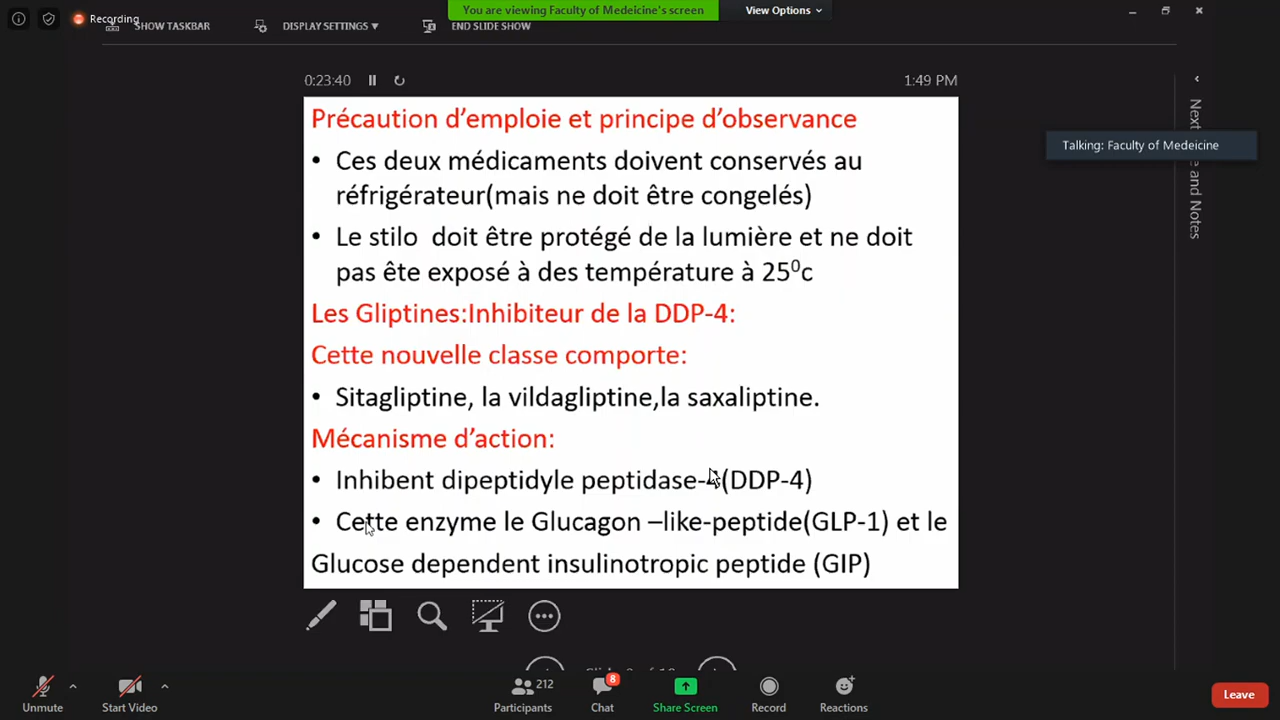 Recording
You are viewing Faculty of Medeicine's screen
View Options
SHOW TASKBAR
DISPLAY SETTINGS
END SLIDE SHOW
0:23:40
1:49 PM
Précaution d'emploie et principe d'observance
• Ces deux médicaments doivent conservés au
réfrigérateur(mais ne doit être congelés)
• Le stilo doit être protégé de la lumière et ne doit
pas ête exposé à des température à 25⁰c
Les Gliptines:Inhibiteur de la DDP-4:
Cette nouvelle classe comporte:
• Sitagliptine, la vildagliptine,la saxaliptine.
Mécanisme d'action:
• Inhibent dipeptidyle peptidase-4(DDP-4)
• Cette enzyme le Glucagon –like-peptide(GLP-1) et le
Glucose dependent insulinotropic peptide (GIP)
Talking: Faculty of Medeicine
Next
and Notes
Unmute
Start Video
212
Participants
8
Chat
Share Screen
Record
Reactions
Leave